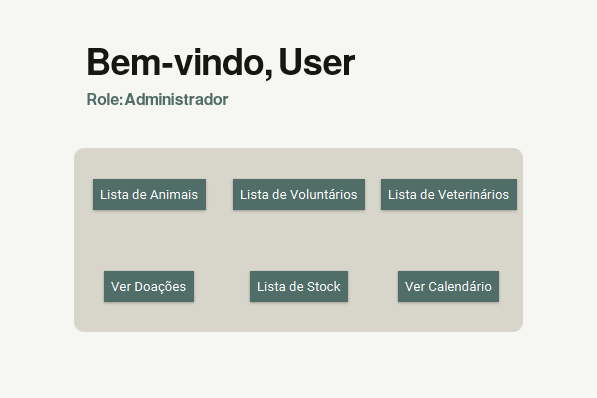 Bem-vindo, User
Role:Administrador
Lista de Animais
Lista de Voluntários
Lista de Veterinários
Ver Doações
Lista de Stock
Ver Calendário